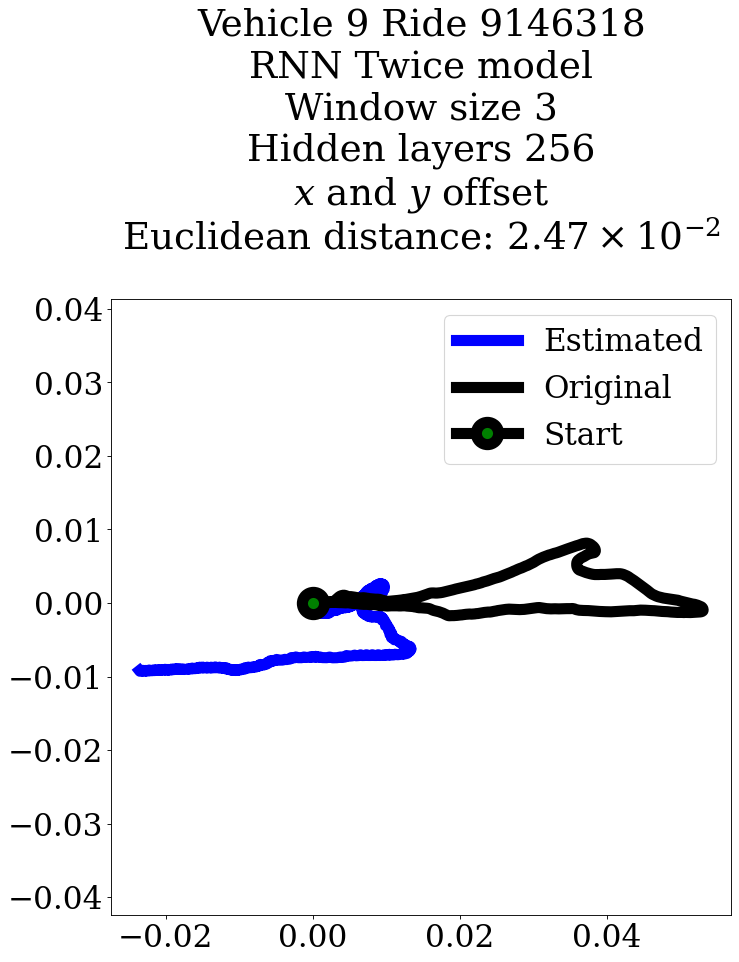 Vehicle 9 Ride 9146318
RNN Twice model
Window size 3
Hidden layers 256
x and y offset
Euclidean distance: 2.47 × 10⁻²
0.04
Estimated
0.03
Original
Start
0.02
0.01
0.00
−0.01
−0.02
−0.03
−0.04
−0.02 0.00 0.02 0.04